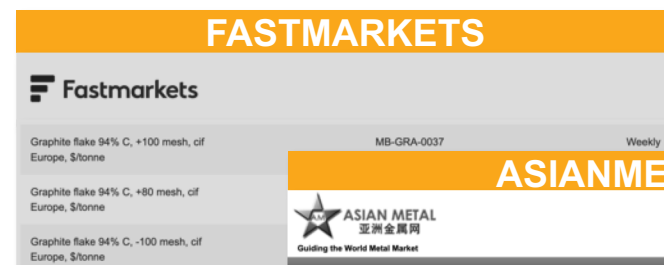 FASTMARKETS
Fastmarkets
Graphite flake 94% C, +100 mesh, cif
Europe, $/tonne
MB-GRA-0037
Weekly
Graphite flake 94% C, +80 mesh, cif
Europe, $/tonne
Graphite flake 94% C, -100 mesh, cif
Europe, $/tonne
ASIANME
AM
ASIAN METAL
亚洲金属网
Guiding the World Metal Market